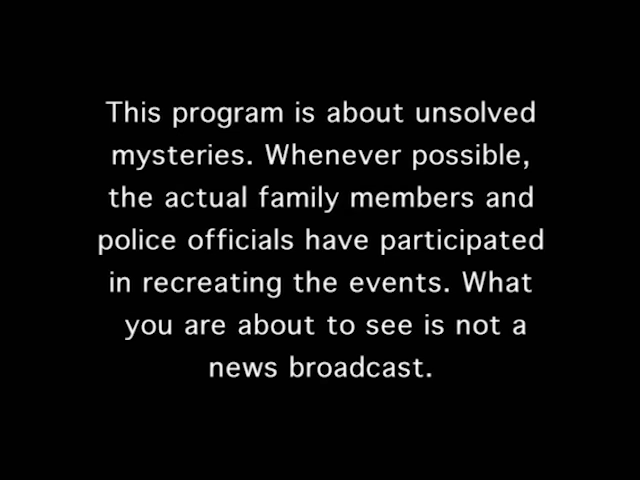 This program is about unsolved
mysteries. Whenever possible,
the actual family members and
police officials have participated
in recreating the events. What
you are about to see is not a
news broadcast.